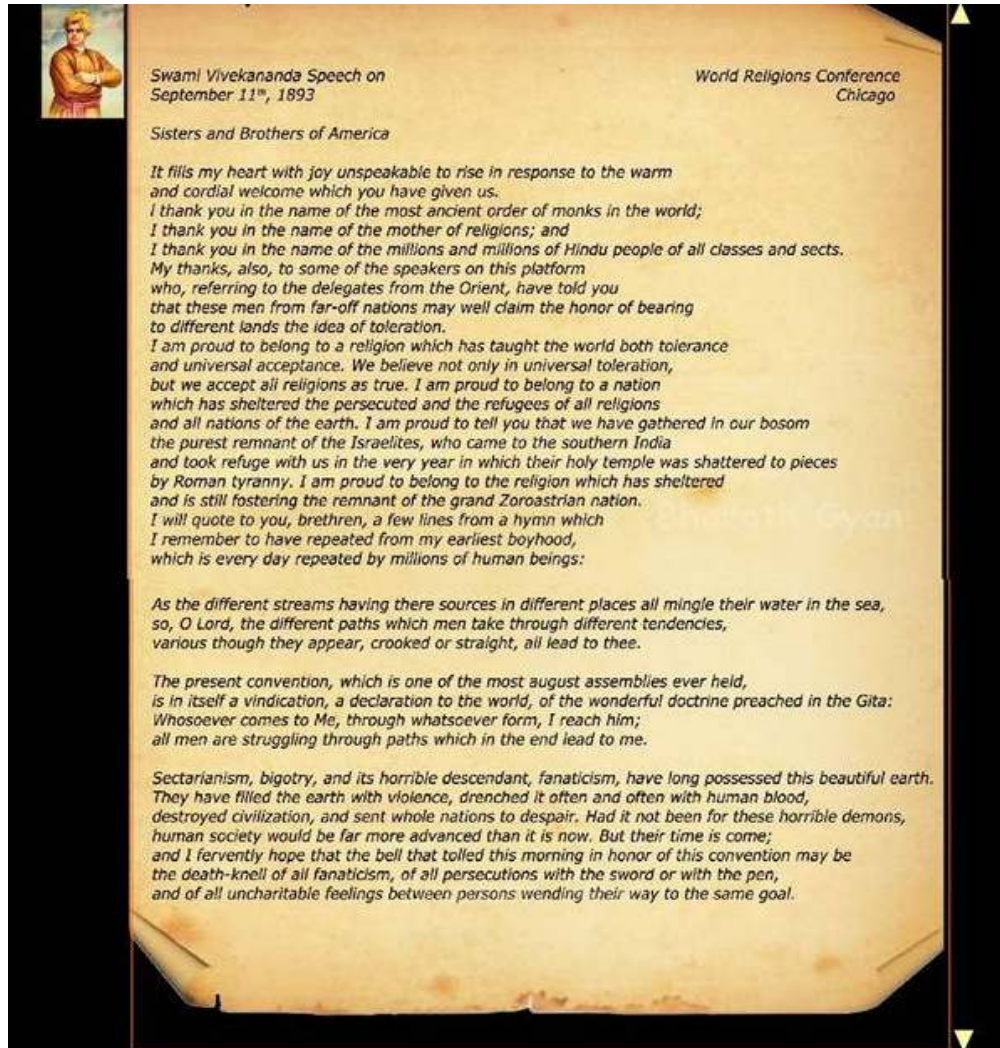 Swami Vivekananda Speech on
September 11th, 1893
World Religions Conference
Chicago
Sisters and Brothers of America
It fills my heart with joy unspeakable to rise in response to the warm
and cordial welcome which you have given us.
I thank you in the name of the most ancient order of monks in the world;
I thank you in the name of the mother of religions; and
I thank you in the name of the millions and millions of Hindu people of all classes and sects.
My thanks, also, to some of the speakers on this platform
who, referring to the delegates from the Orient, have told you
that these men from far-off nations may well claim the honor of bearing
to different lands the idea of toleration.
I am proud to belong to a religion which has taught the world both tolerance
and universal acceptance. We believe not only in universal toleration,
but we accept all religions as true. I am proud to belong to a nation
which has sheltered the persecuted and the refugees of all religions
and all nations of the earth. I am proud to tell you that we have gathered in our bosom
the purest remnant of the Israelites, who came to the southern India
and took refuge with us in the very year in which their holy temple was shattered to pieces
by Roman tyranny. I am proud to belong to the religion which has sheltered
and is still fostering the remnant of the grand Zoroastrian nation.
I will quote to you, brethren, a few lines from a hymn which
I remember to have repeated from my earliest boyhood,
which is every day repeated by millions of human beings:
As the different streams having there sources in different places all mingle their water in the sea,
so, O Lord, the different paths which men take through different tendencies,
various though they appear, crooked or straight, all lead to thee.
The present convention, which is one of the most august assemblies ever held,
is in itself a vindication, a declaration to the world, of the wonderful doctrine preached in the Gita:
Whosoever comes to Me, through whatsoever form, I reach him;
all men are struggling through paths which in the end lead to me.
Sectarianism, bigotry, and its horrible descendant, fanaticism, have long possessed this beautiful earth.
They have filled the earth with violence, drenched it often and often with human blood,
destroyed civilization, and sent whole nations to despair. Had it not been for these horrible demons,
human society would be far more advanced than it is now. But their time is come;
and I fervently hope that the bell that tolled this morning in honor of this convention may be
the death-knell of all fanaticism, of all persecutions with the sword or with the pen,
and of all uncharitable feelings between persons wending their way to the same goal.